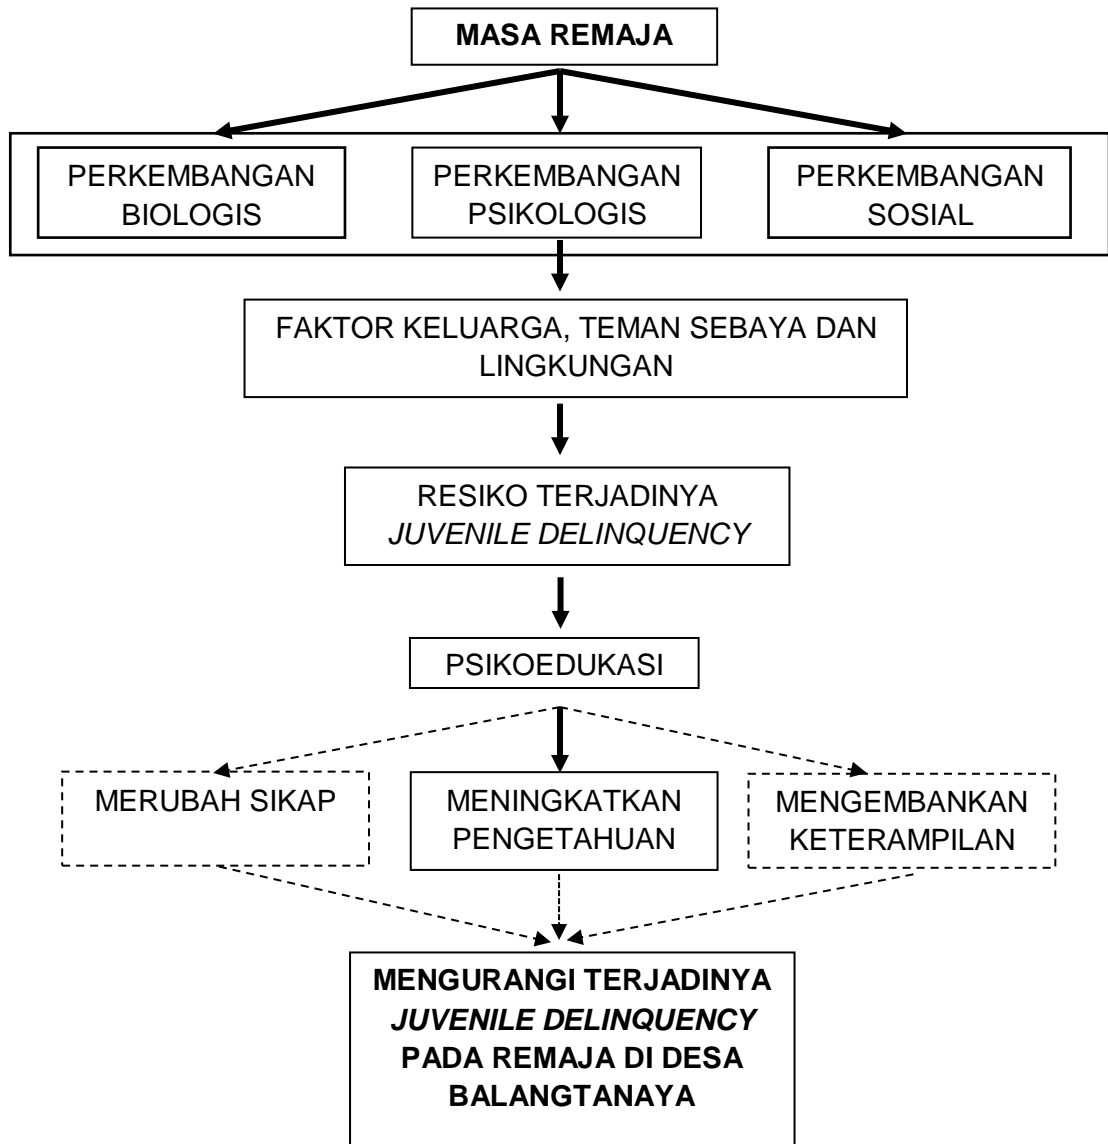 MASA REMAJA
PERKEMBANGAN
BIOLOGIS
PERKEMBANGAN
PSIKOLOGIS
PERKEMBANGAN
SOSIAL
FAKTOR KELUARGA, TEMAN SEBAYA DAN
LINGKUNGAN
RESIKO TERJADINYA
JUVENILE DELINQUENCY
PSIKOEDUKASI
MERUBAH SIKAP
MENINGKATKAN
PENGETAHUAN
MENGEMBANKAN
KETERAMPILAN
MENGURANGI TERJADINYA
JUVENILE DELINQUENCY
PADA REMAJA DI DESA
BALANGTANAYA